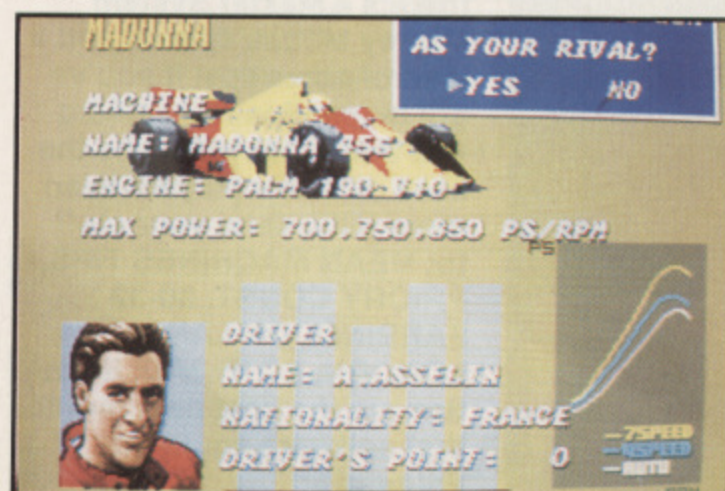 MADONNA
AS YOUR RIVAL?
▹YES NO
MACHINE
NAME: MADONNA 456
ENGINE: PALM 190 V10
MAX POWER: 700.750.850 PS/RPM
PS
DRIVER
NAME: A.ASSELIN
NATIONALITY: FRANCE
DRIVER'S POINT: 0
—7SPEED
—4SPEED
—AUTO